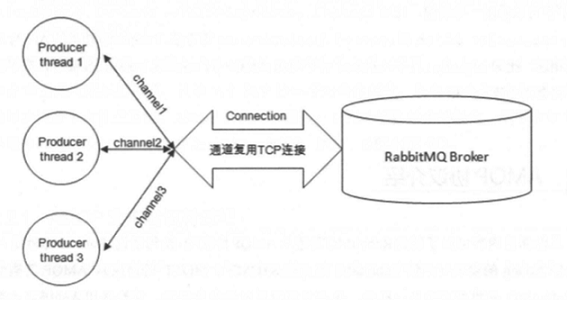 Producer
thread 1
channel1
Producer
thread 2
channel2
Producer
thread 3
channel3
Connection
通道复用TCP连接
RabbitMQ Broker